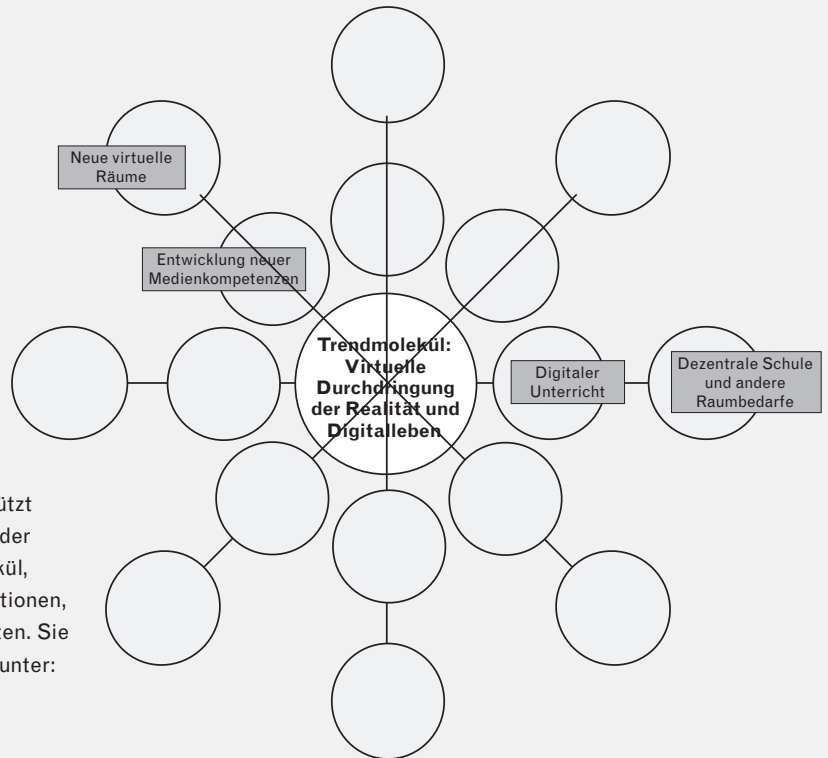 Neue virtuelle
Räume
Entwicklung neuer
Medienkompetenzen
Trendmolekül:
Virtuelle
Durchdringung
der Realität und
Digitalleben
Digitaler
Unterricht
Dezentrale Schule
und andere
Raumbedarfe
ützt
der
kül,
tionen,
ten. Sie
unter: